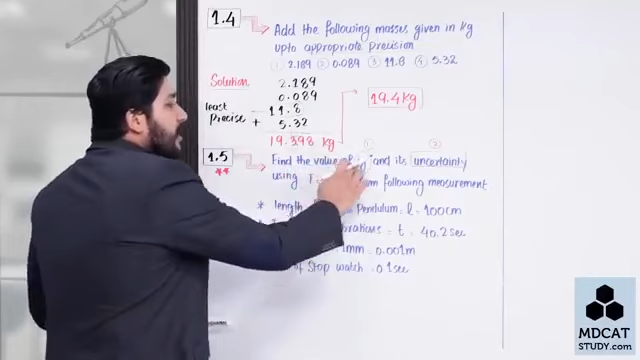 1.4 Add the following masses given in kg
upto appropriate precision
① 2.189 ② 0.089 ③ 11.8 ④ 5.32
Solution
2.189
0.089
least precise 11.8
+ 5.32
19.398 kg
19.4 kg
① ②
1.5 Find the value of g and its uncertainty
using T = from following measurement
* length Pendulum = l = 100cm
= t = 40.2 sec
1mm = 0.001m
of Stop watch = 0.1sec
MDCAT
STUDY.com